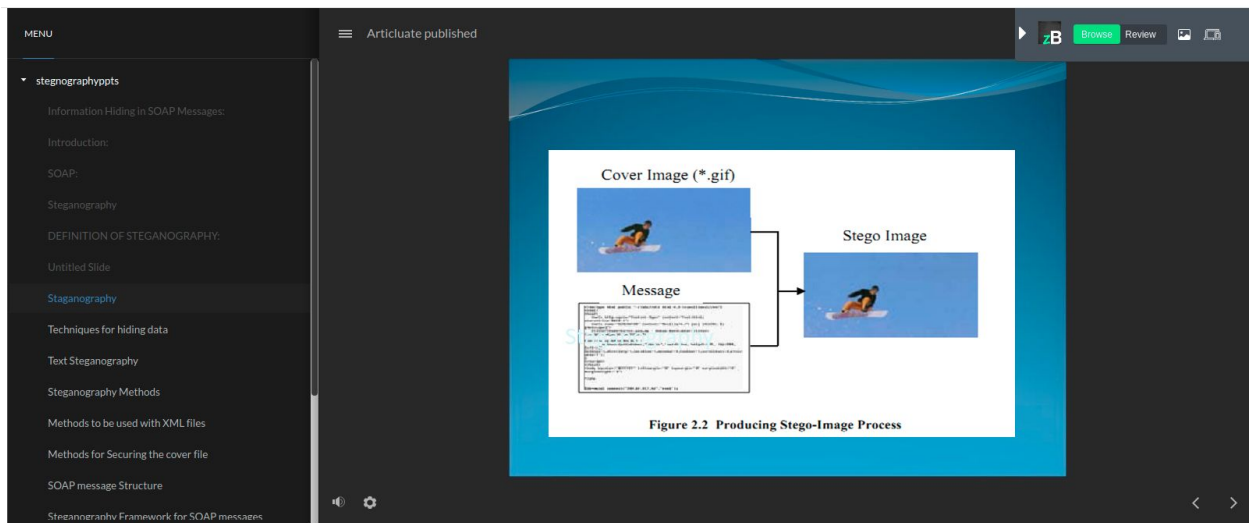 MENU
stegnographyppts
Information Hiding in SOAP Messages:
Introduction:
SOAP:
Steganography
DEFINITION OF STEGANOGRAPHY:
Untitled Slide
Staganography
Techniques for hiding data
Text Steganography
Steganography Methods
Methods to be used with XML files
Methods for Securing the cover file
SOAP message Structure
Steganography Framework for SOAP messages
Articluate published
zB
Browse
Review
Cover Image (*.gif)
Stego Image
Message
Figure 2.2 Producing Stego-Image Process